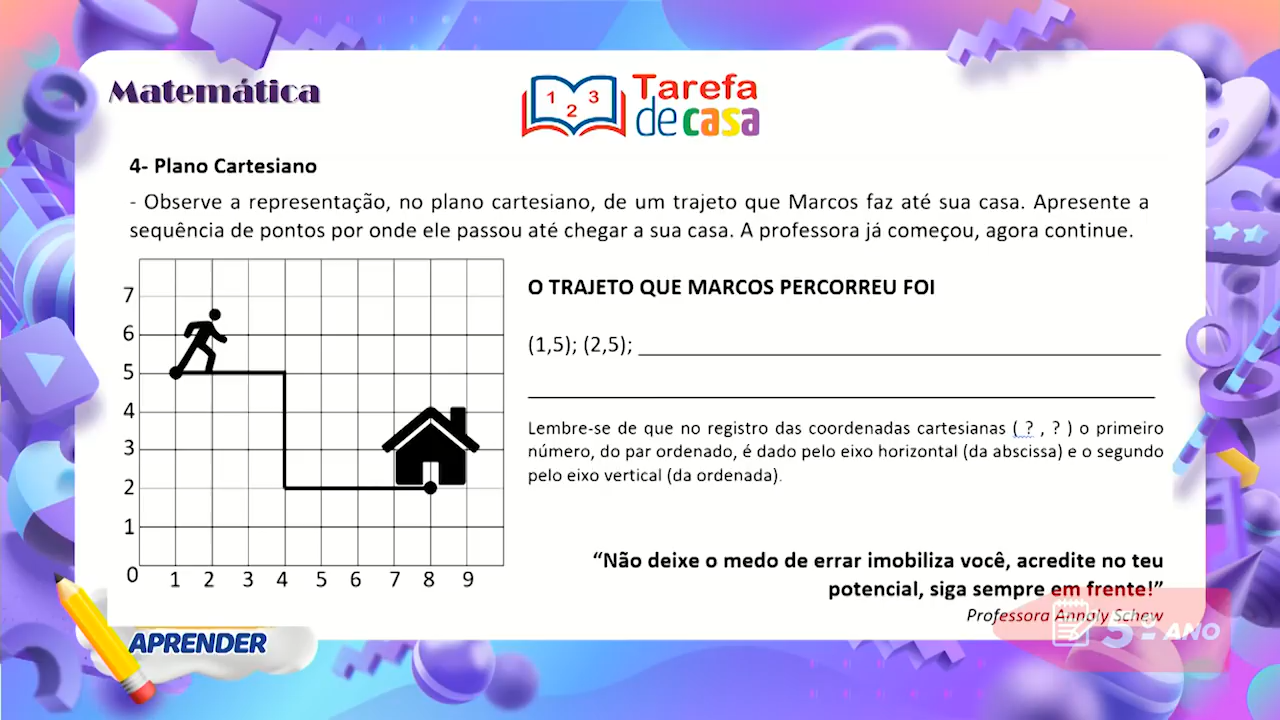 Matemática
1 2 3
Tarefa
de casa
4- Plano Cartesiano
- Observe a representação, no plano cartesiano, de um trajeto que Marcos faz até sua casa. Apresente a
sequência de pontos por onde ele passou até chegar a sua casa. A professora já começou, agora continue.
7
6
5
4
3
2
1
0
1 2 3 4 5 6 7 8 9
O TRAJETO QUE MARCOS PERCORREU FOI
(1,5); (2,5); ________________________
________________________
Lembre-se de que no registro das coordenadas cartesianas ( ? , ? ) o primeiro
número, do par ordenado, é dado pelo eixo horizontal (da abscissa) e o segundo
pelo eixo vertical (da ordenada).
“Não deixe o medo de errar imobiliza você, acredite no teu
potencial, siga sempre em frente!”
Professora Annaly Schew
5º ANO
APRENDER